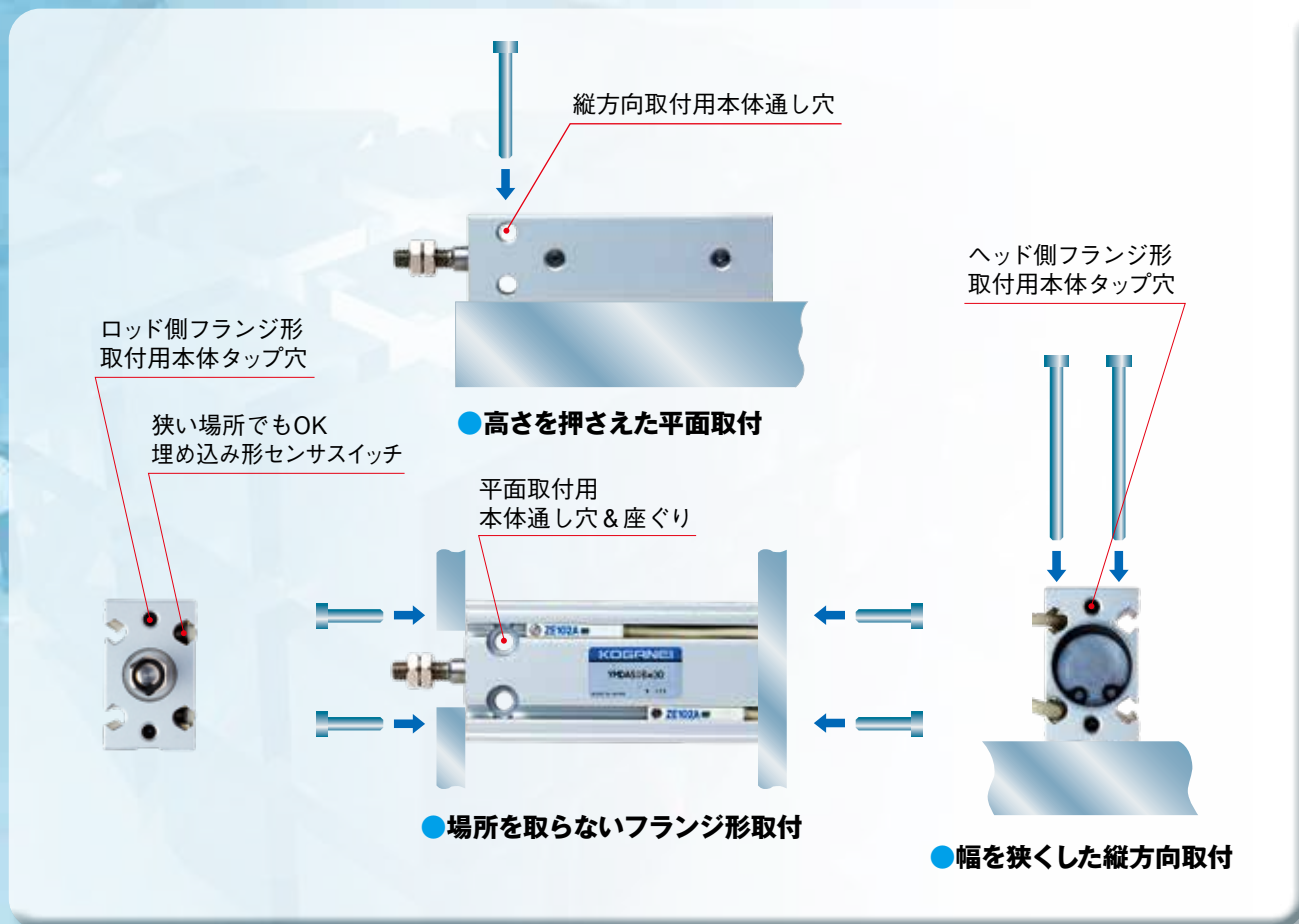 縦方向取付用本体通し穴
ヘッド側フランジ形
取付用本体タップ穴
ロッド側フランジ形
取付用本体タップ穴
狭い場所でもOK
埋め込み形センサスイッチ
●高さを押さえた平面取付
平面取付用
本体通し穴&座ぐり
ZE102A
KOGANEI
ZE102A
●場所を取らないフランジ形取付
●幅を狭くした縦方向取付